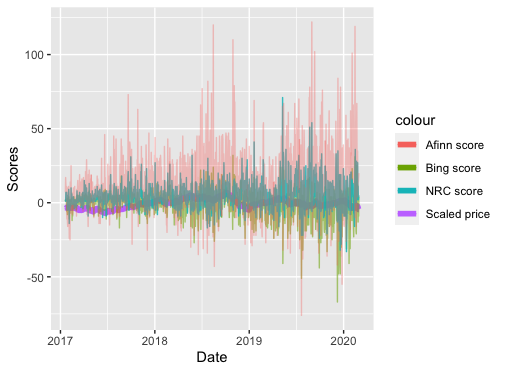 100
50
0
-50
2017
2018
2019
2020
Scores
Date
colour
Afinn score
Bing score
NRC score
Scaled price